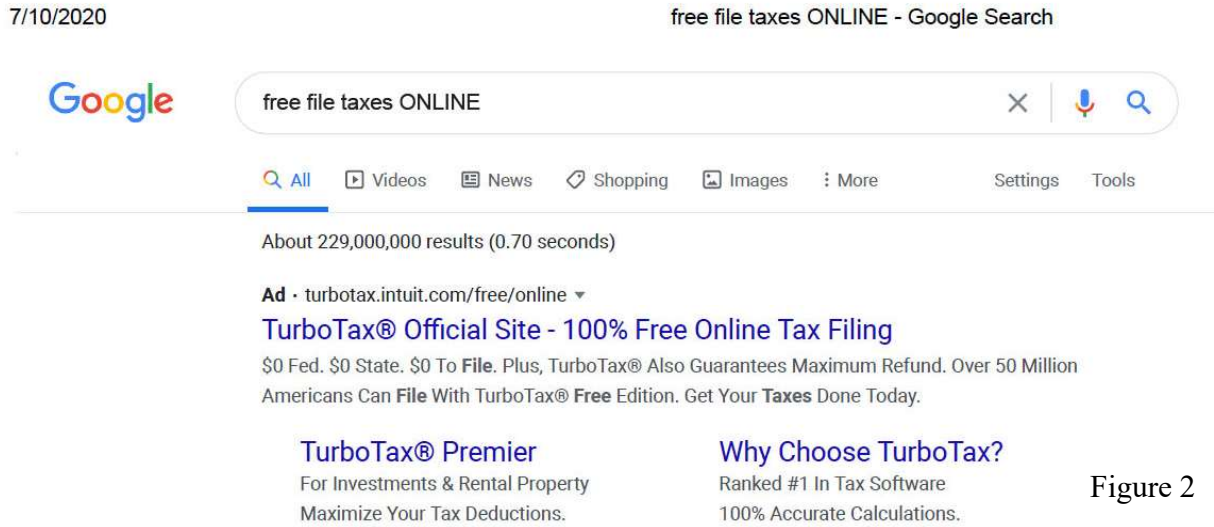 7/10/2020 free file taxes ONLINE - Google Search
Google free file taxes ONLINE
All Videos News Shopping Images More Settings Tools
About 229,000,000 results (0.70 seconds)
Ad · turbotax.intuit.com/free/online
TurboTax® Official Site - 100% Free Online Tax Filing
$0 Fed. $0 State. $0 To File. Plus, TurboTax® Also Guarantees Maximum Refund. Over 50 Million
Americans Can File With TurboTax® Free Edition. Get Your Taxes Done Today.
TurboTax® Premier
For Investments & Rental Property
Maximize Your Tax Deductions.
Why Choose TurboTax?
Ranked #1 In Tax Software
100% Accurate Calculations.
Figure 2